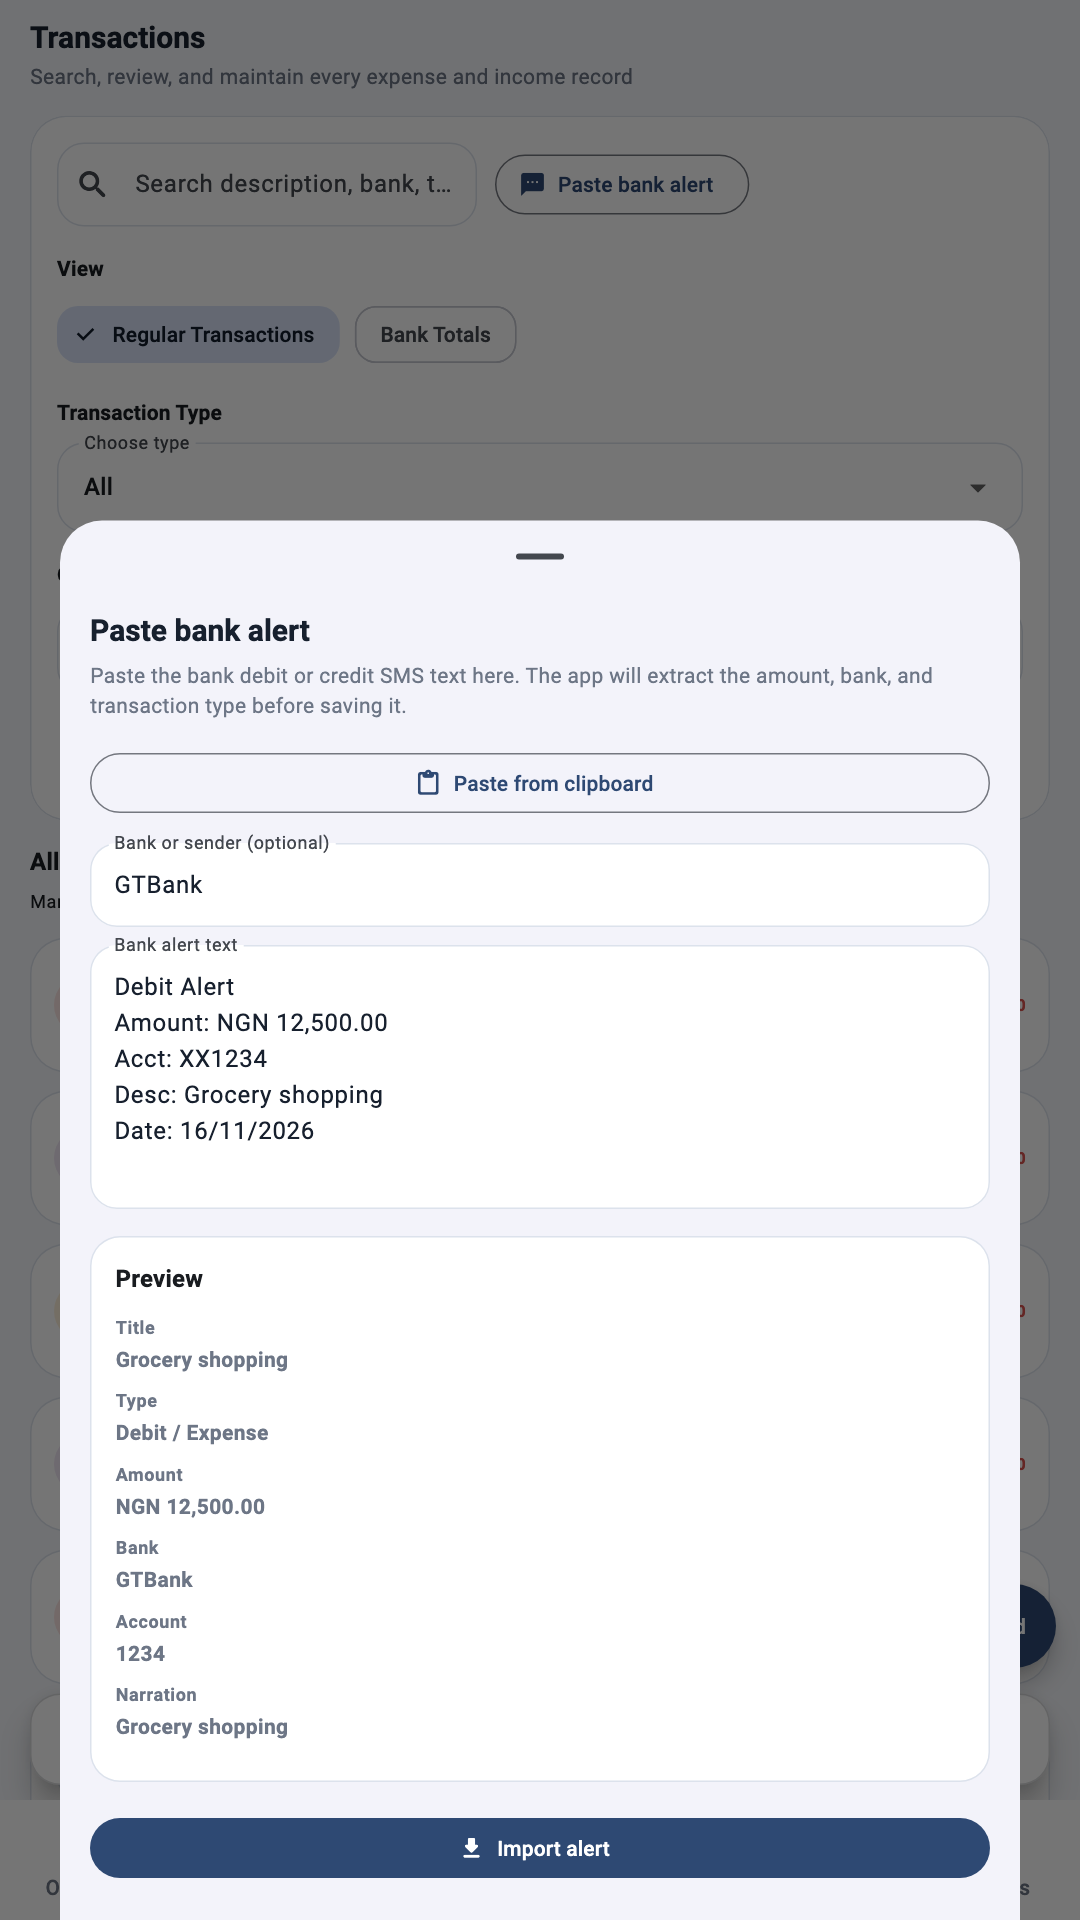 Transactions
Search, review, and maintain every expense and income record
Search description, bank, t...
Paste bank alert
View
Regular Transactions
Bank Totals
Transaction Type
Choose type
All
Paste bank alert
Paste the bank debit or credit SMS text here. The app will extract the amount, bank, and
transaction type before saving it.
Paste from clipboard
Bank or sender (optional)
GTBank
Bank alert text
Debit Alert
Amount: NGN 12,500.00
Acct: XX1234
Desc: Grocery shopping
Date: 16/11/2026
Preview
Title
Grocery shopping
Type
Debit / Expense
Amount
NGN 12,500.00
Bank
GTBank
Account
1234
Narration
Grocery shopping
Import alert
All